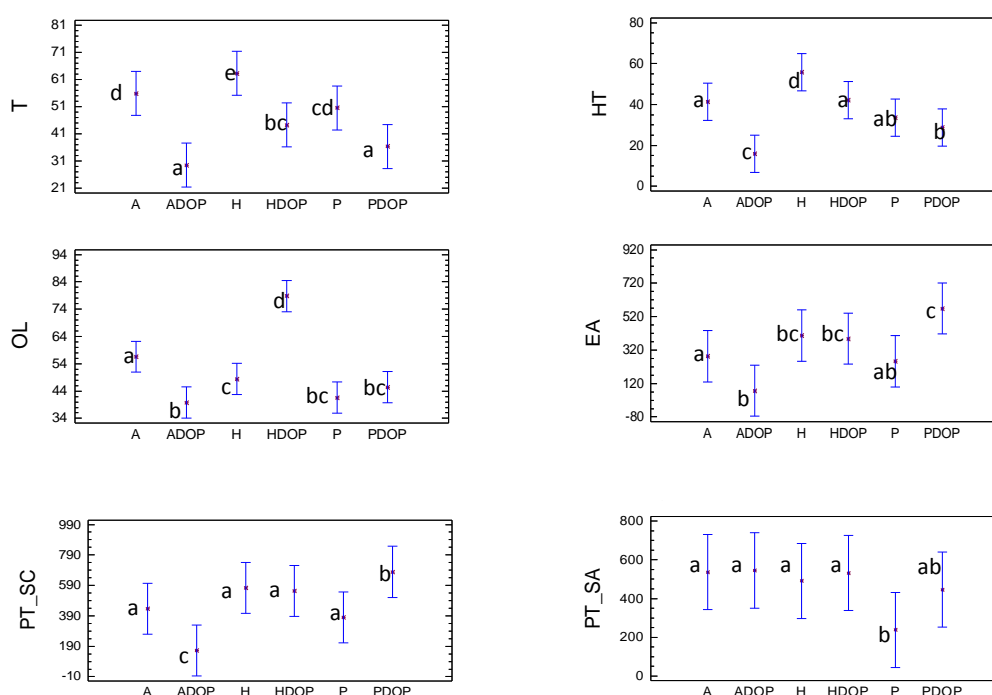 T
81
71
61
51
41
31
21
d
a
e
bc
cd
a
A ADOP H HDOP P PDOP
HT
80
60
40
20
0
a
c
d
a
ab
b
A ADOP H HDOP P PDOP
OL
94
84
74
64
54
44
34
a
b
c
d
bc
bc
A ADOP H HDOP P PDOP
EA
920
720
520
320
120
-80
a
b
bc
bc
ab
c
A ADOP H HDOP P PDOP
PT_SC
990
790
590
390
190
-10
a
c
a
a
a
b
A ADOP H HDOP P PDOP
PT_SA
800
600
400
200
0
a
a
a
a
b
ab
A ADOP H HDOP P PDOP